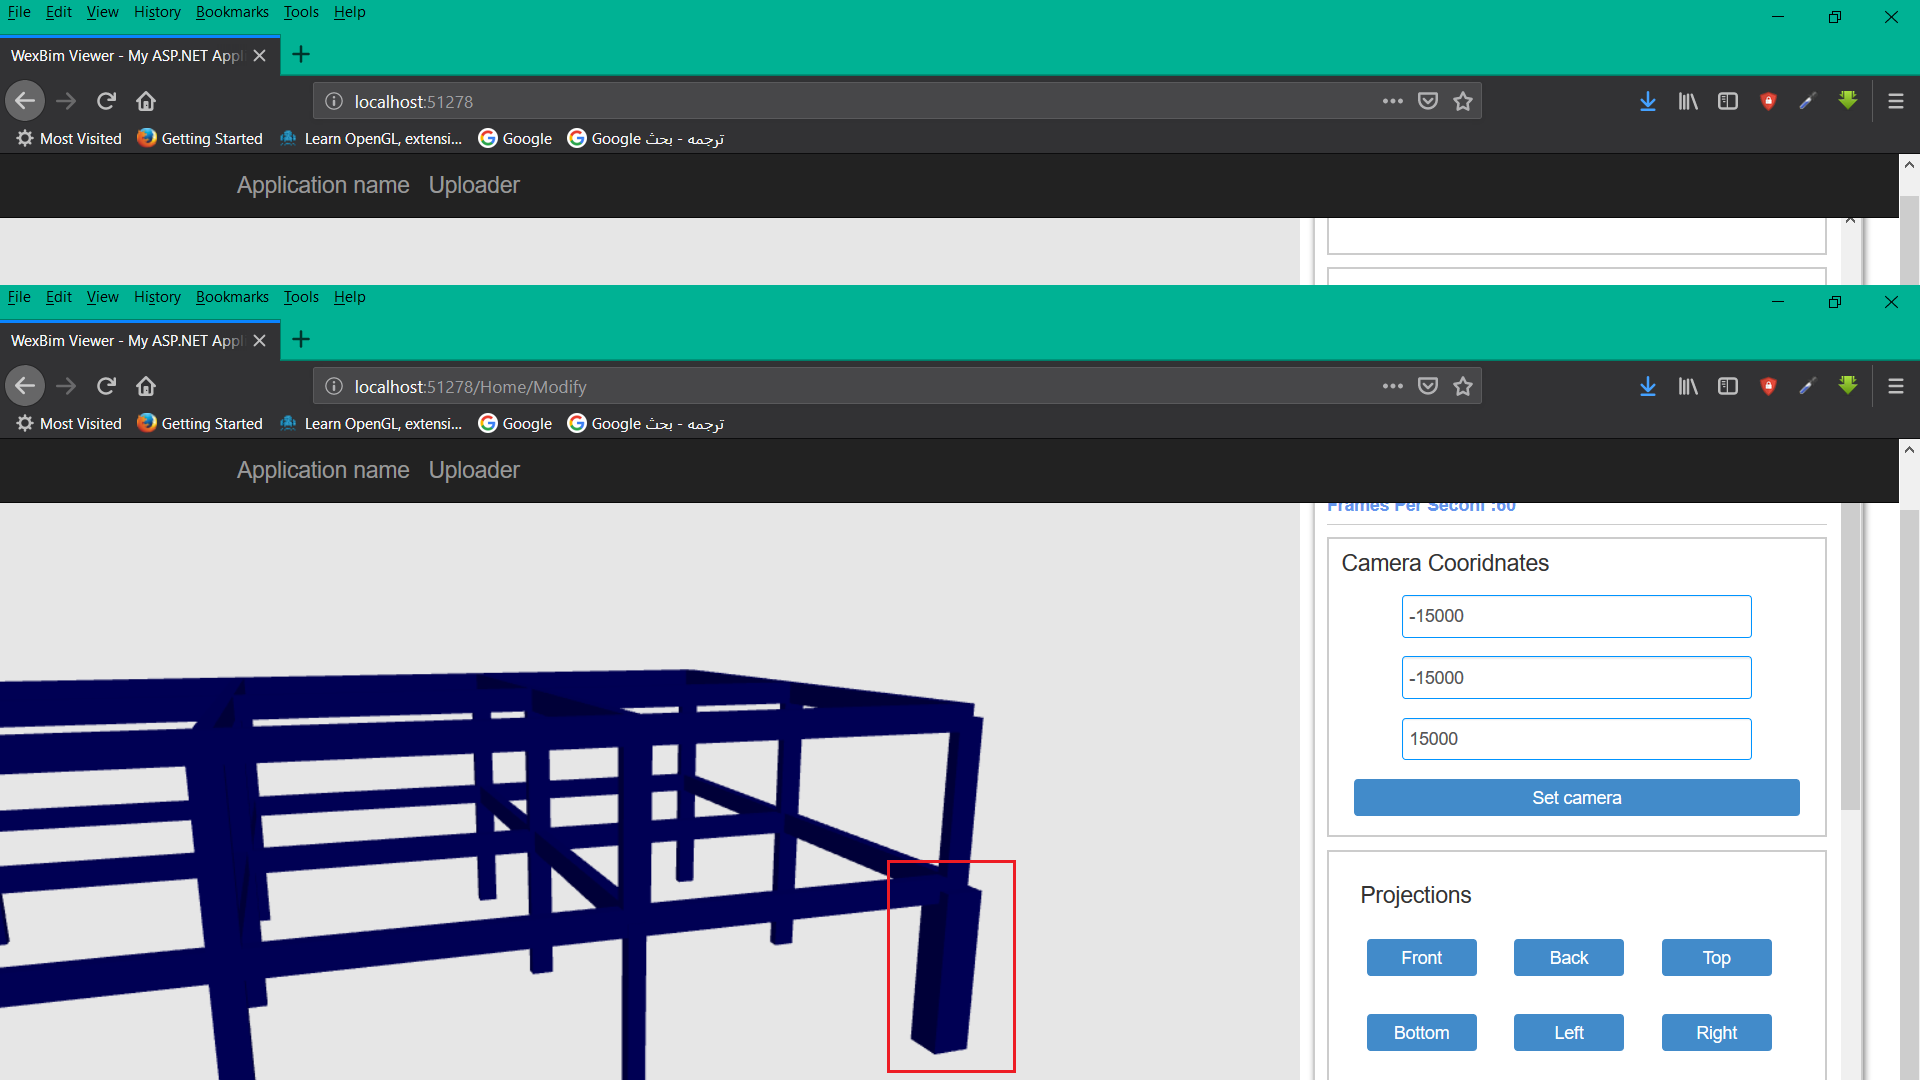 File Edit View History Bookmarks Tools Help
WexBim Viewer - My ASP.NET Appl
localhost:51278
Most Visited Getting Started Learn OpenGL, extensi... Google Google ترجمه - بحث
Application name Uploader
File Edit View History Bookmarks Tools Help
WexBim Viewer - My ASP.NET Appl
localhost:51278/Home/Modify
Most Visited Getting Started Learn OpenGL, extensi... Google Google ترجمه - بحث
Application name Uploader
Frames Per Seconf :60
Camera Cooridnates
-15000
-15000
15000
Set camera
Projections
Front Back Top
Bottom Left Right